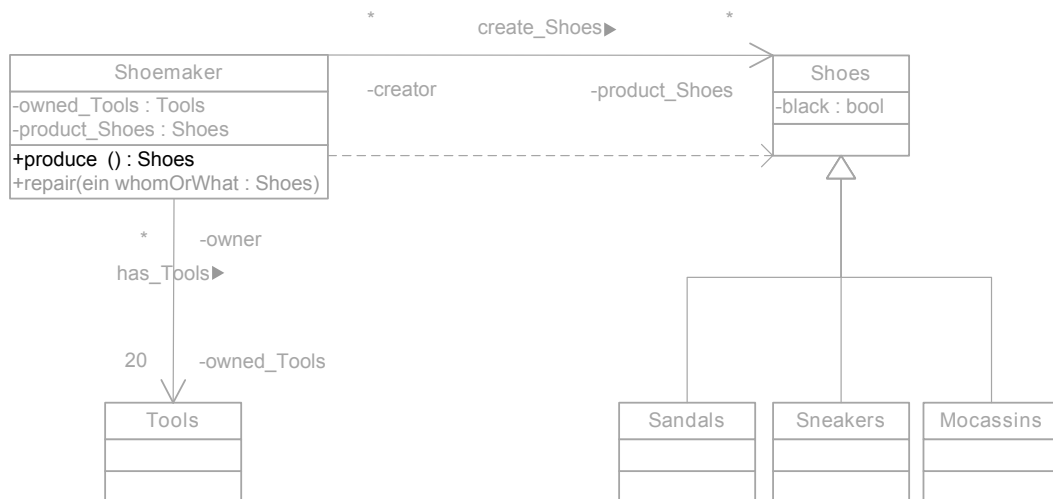 * create_Shoes▶ *
Shoemaker
-owned_Tools : Tools
-product_Shoes : Shoes
+produce () : Shoes
+repair(ein whomOrWhat : Shoes)
-creator -product_Shoes
Shoes
-black : bool
* -owner
has_Tools▶
20 -owned_Tools
Tools
Sandals
Sneakers
Mocassins